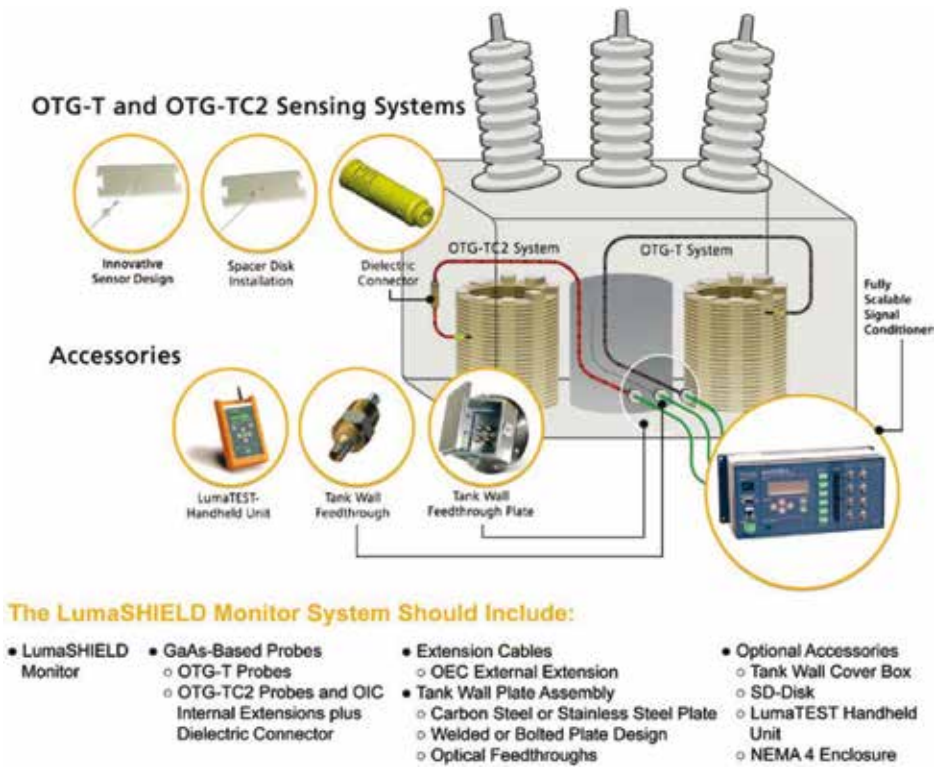 OTG-T and OTG-TC2 Sensing Systems
Innovative
Sensor Design
Spacer Disk
Installation
Dielectric
Connector
OTG-TC2 System
OTG-T System
Fully
Scalable
Signal
Conditioner
Accessories
LumaTEST-
Handheld Unit
Tank Wall
Feedthrough
Tank Wall
Feedthrough Plate
The LumaSHIELD Monitor System Should Include:
● LumaSHIELD
Monitor
● GaAs-Based Probes
○ OTG-T Probes
○ OTG-TC2 Probes and OIC
Internal Extensions plus
Dielectric Connector
● Extension Cables
○ OEC External Extension
● Tank Wall Plate Assembly
○ Carbon Steel or Stainless Steel Plate
○ Welded or Bolted Plate Design
○ Optical Feedthroughs
● Optional Accessories
○ Tank Wall Cover Box
○ SD-Disk
○ LumaTEST Handheld
Unit
○ NEMA 4 Enclosure